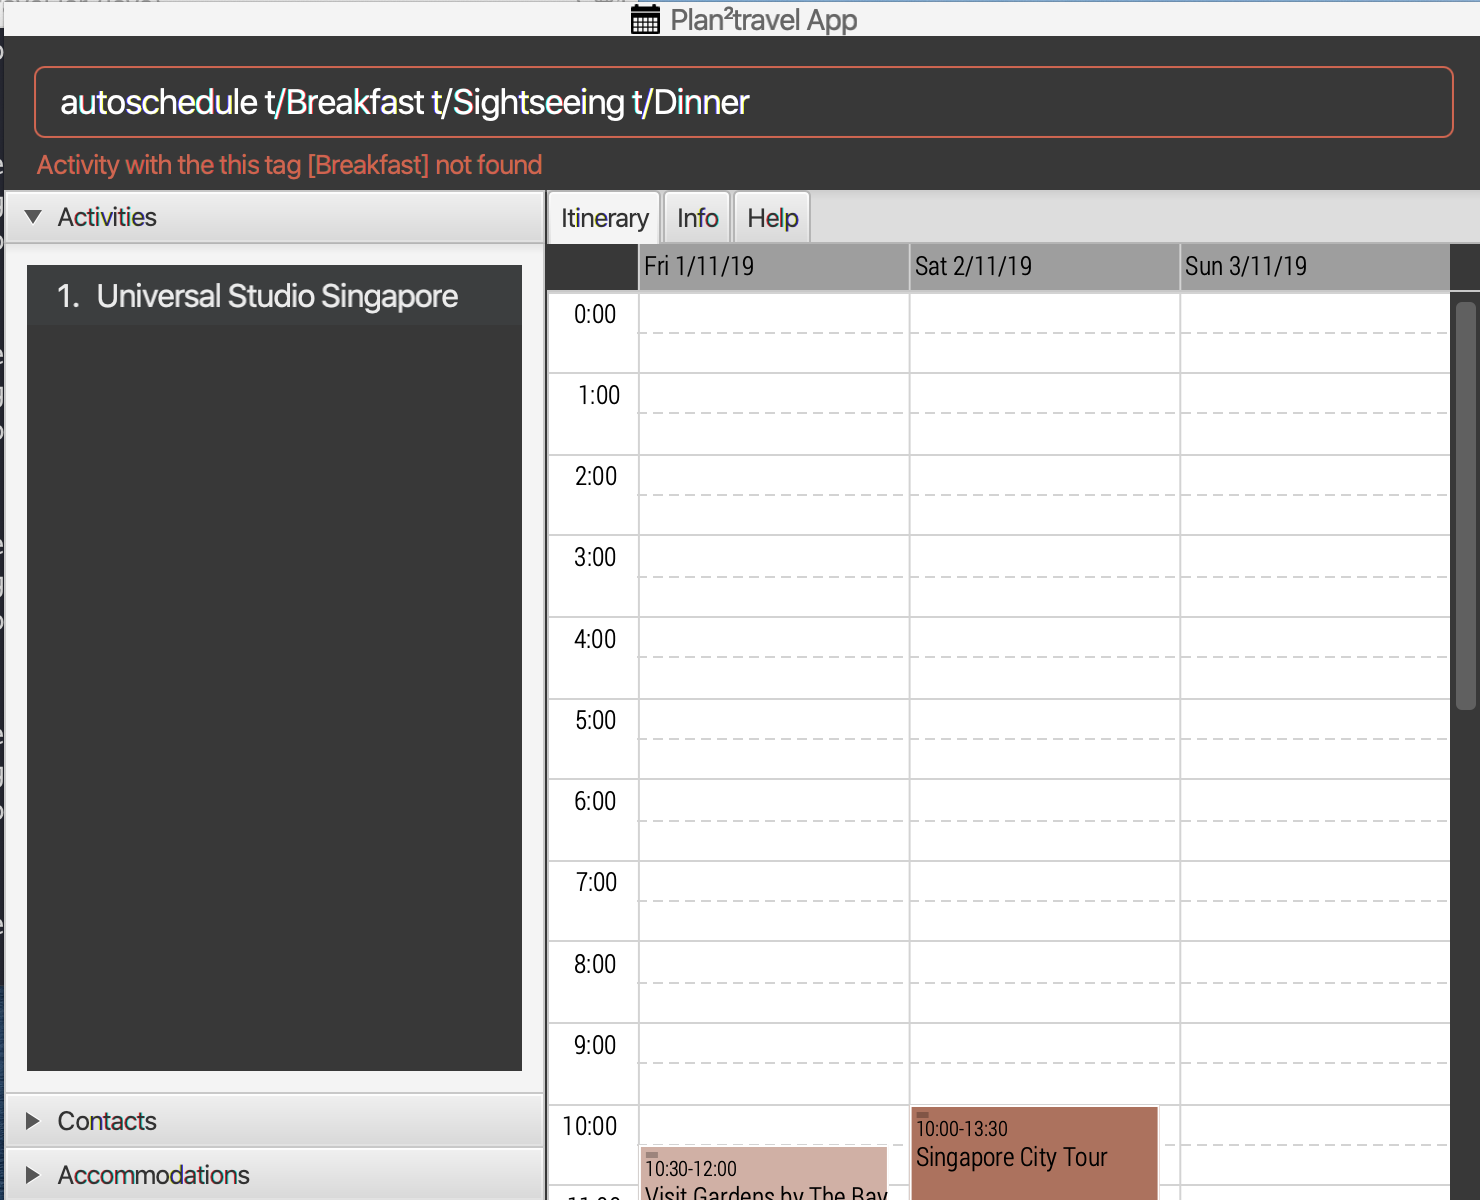 Plan²travel App
autoschedule t/Breakfast t/Sightseeing t/Dinner
Activity with the this tag [Breakfast] not found
Activities
1. Universal Studio Singapore
Contacts
Accommodations
Itinerary Info Help
Fri 1/11/19 Sat 2/11/19 Sun 3/11/19
0:00
1:00
2:00
3:00
4:00
5:00
6:00
7:00
8:00
9:00
10:00
10:00-13:30
Singapore City Tour
10:30-12:00
Visit Gardens by The Bay
11:00